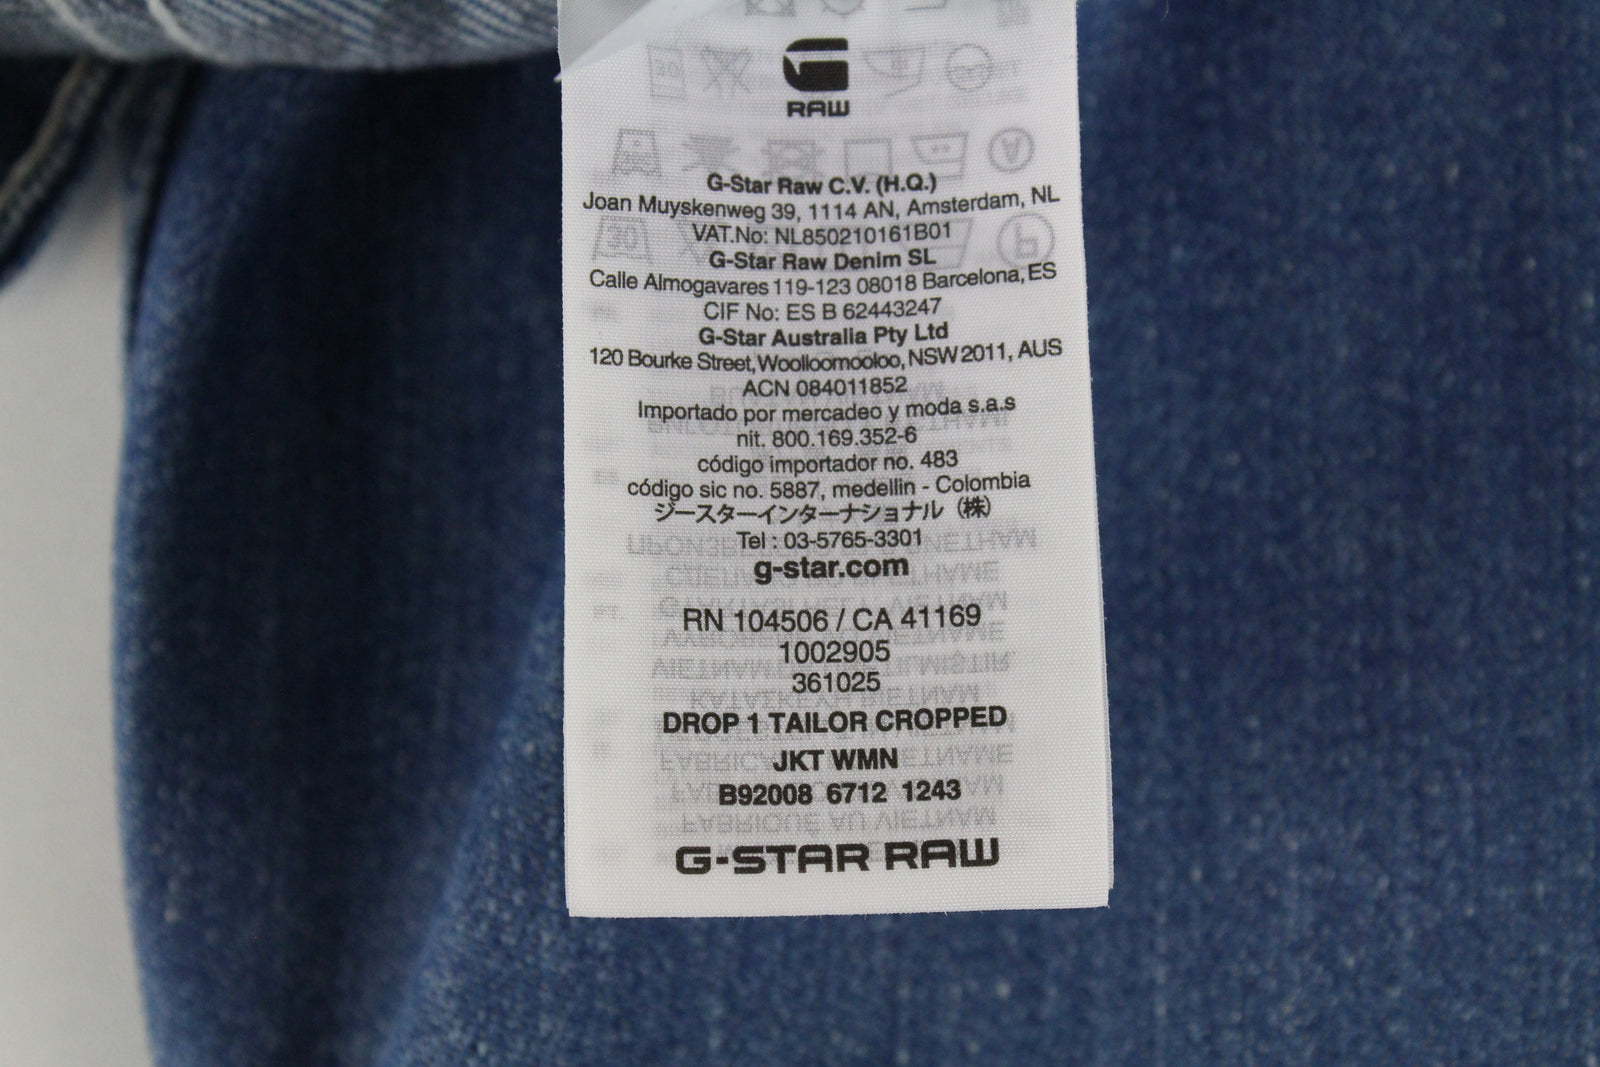 RAW
G-Star Raw C.V. (H.Q.)
Joan Muyskenweg 39, 1114 AN, Amsterdam, NL
VAT.No: NL850210161B01
G-Star Raw Denim SL
Calle Almogavares 119-123 08018 Barcelona, ES
CIF No: ES B 62443247
G-Star Australia Pty Ltd
120 Bourke Street, Woolloomooloo, NSW 2011, AUS
ACN 084011852
Importado por mercadeo y moda s.a.s
nit. 800.169.352-6
código importador no. 483
código sic no. 5887, medellin - Colombia
ジースターインターナショナル（株）
Tel : 03-5765-3301
g-star.com
RN 104506 / CA 41169
1002905
361025
DROP 1 TAILOR CROPPED
JKT WMN
B92008 6712 1243
G-STAR RAW